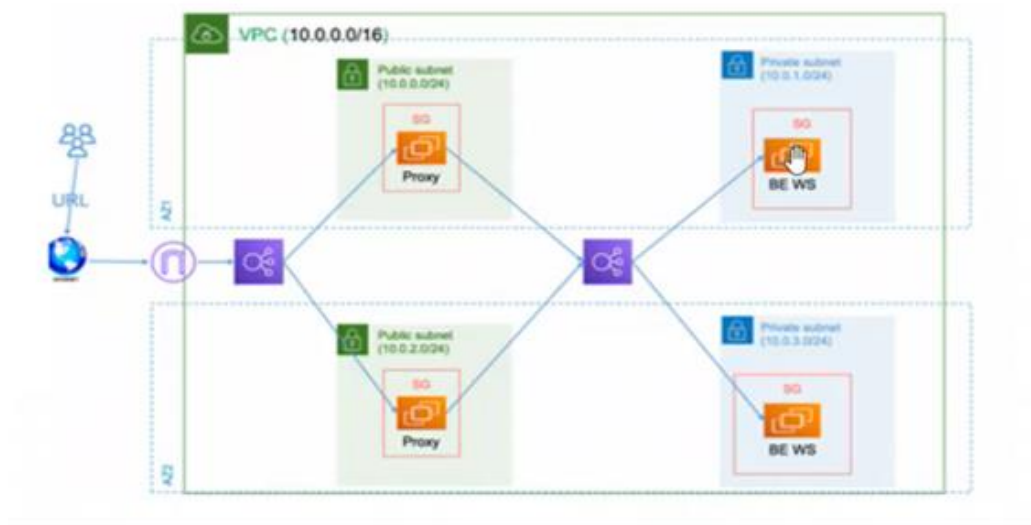 VPC (10.0.0.0/16)
Public subnet
(10.0.0.0/24)
SG
Proxy
Private subnet
(10.0.1.0/24)
SG
BE WS
AZ1
URL
Public subnet
(10.0.2.0/24)
SG
Proxy
Private subnet
(10.0.3.0/24)
SG
BE WS
AZ2